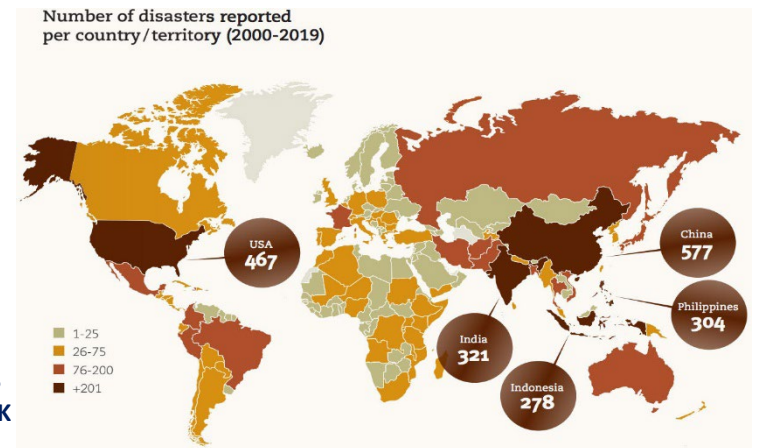 Number of disasters reported
per country/territory (2000-2019)
USA
467
China
577
Philippines
304
India
321
Indonesia
278
1-25
26-75
76-200
+201
K